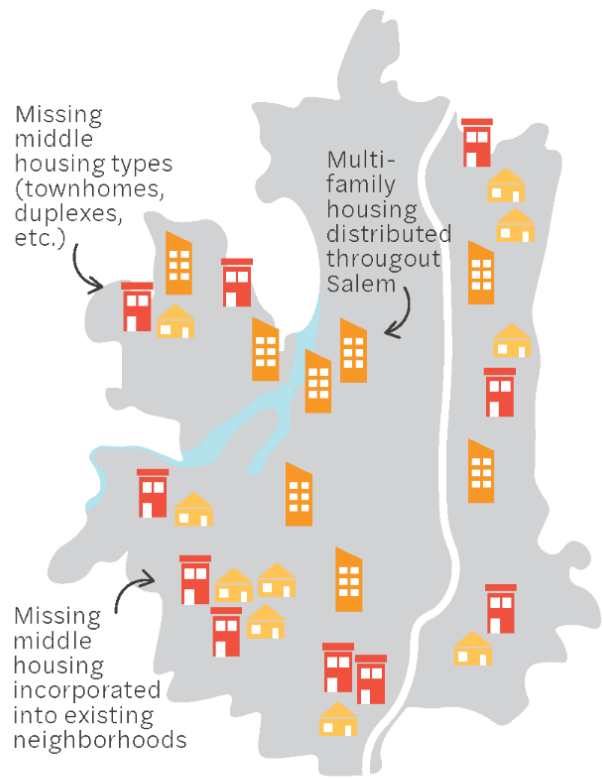 Missing
middle
housing types
(townhomes,
duplexes,
etc.)
Multi-
family
housing
distributed
througout
Salem
Missing
middle
housing
incorporated
into existing
neighborhoods